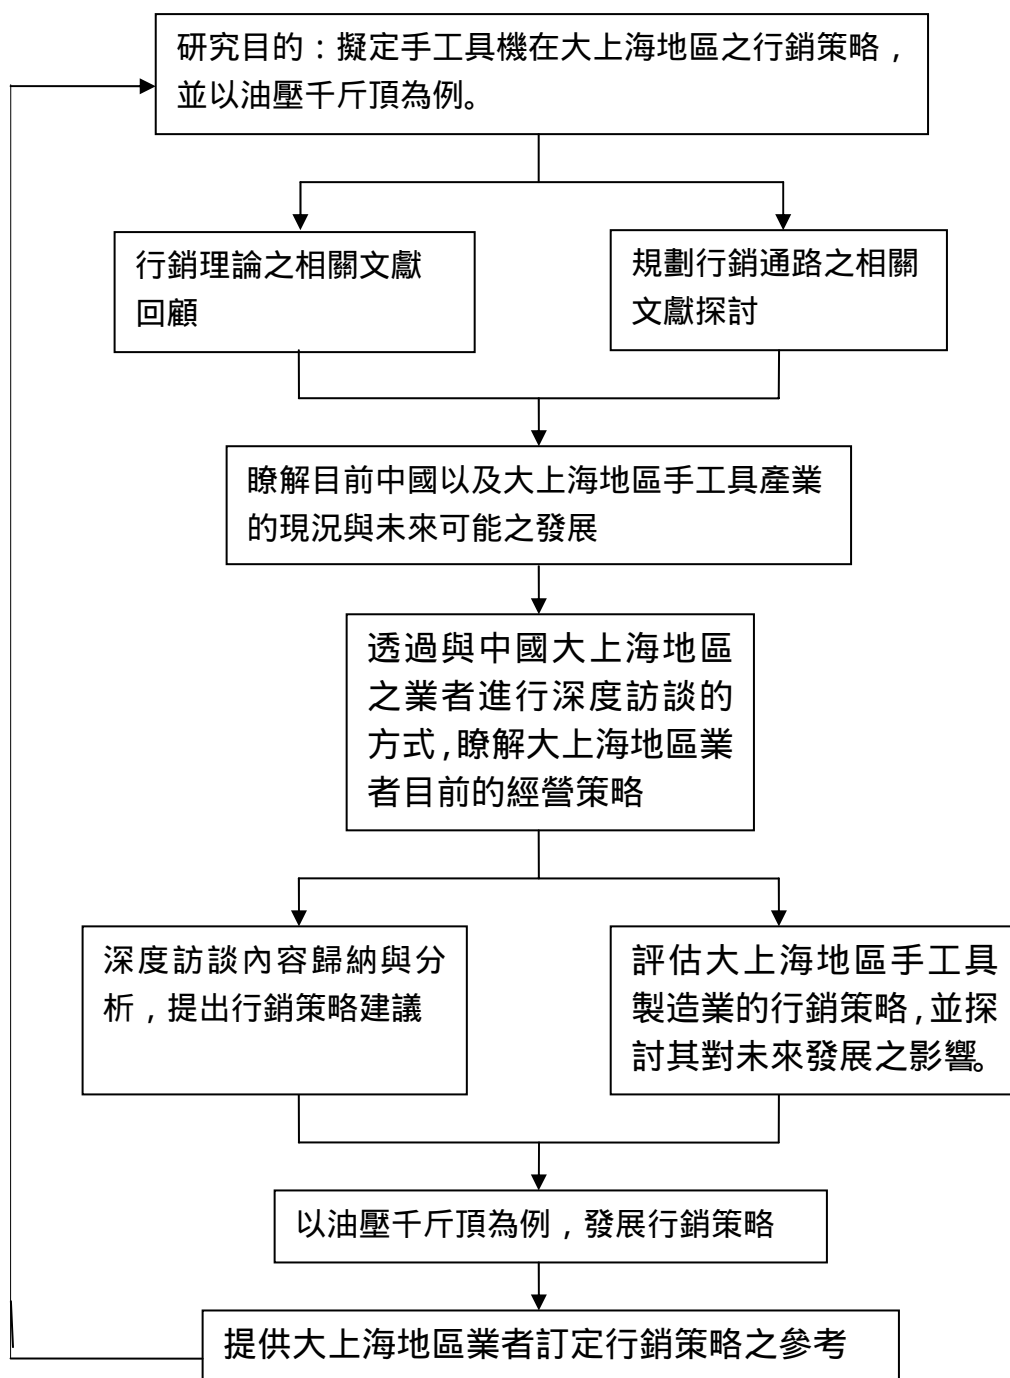 研究目的：擬定手工具機在大上海地區之行銷策略，
並以油壓千斤頂為例。
行銷理論之相關文獻
回顧
規劃行銷通路之相關
文獻探討
瞭解目前中國以及大上海地區手工具產業
的現況與未來可能之發展
透過與中國大上海地區
之業者進行深度訪談的
方式，瞭解大上海地區業
者目前的經營策略
深度訪談內容歸納與分
析，提出行銷策略建議
評估大上海地區手工具
製造業的行銷策略，並探
討其對未來發展之影響。
以油壓千斤頂為例，發展行銷策略
提供大上海地區業者訂定行銷策略之參考